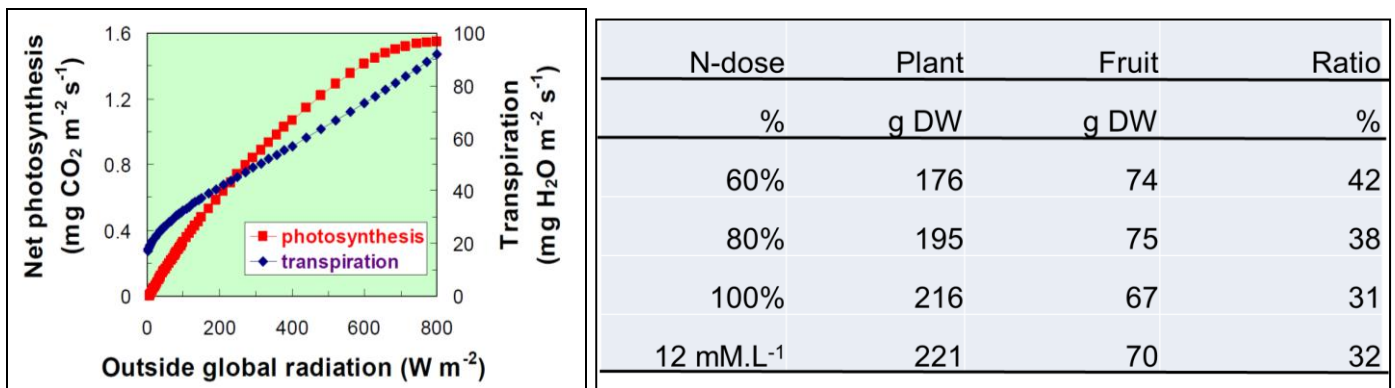 Net photosynthesis
(mg CO₂ m⁻² s⁻¹)
1.6
1.2
0.8
0.4
0
100
80
60
40
20
0
Transpiration
(mg H₂O m⁻² s⁻¹)
photosynthesis
transpiration
0 200 400 600 800
Outside global radiation (W m⁻²)
N-dose Plant Fruit Ratio
% g DW g DW %
60% 176 74 42
80% 195 75 38
100% 216 67 31
12 mM.L⁻¹ 221 70 32